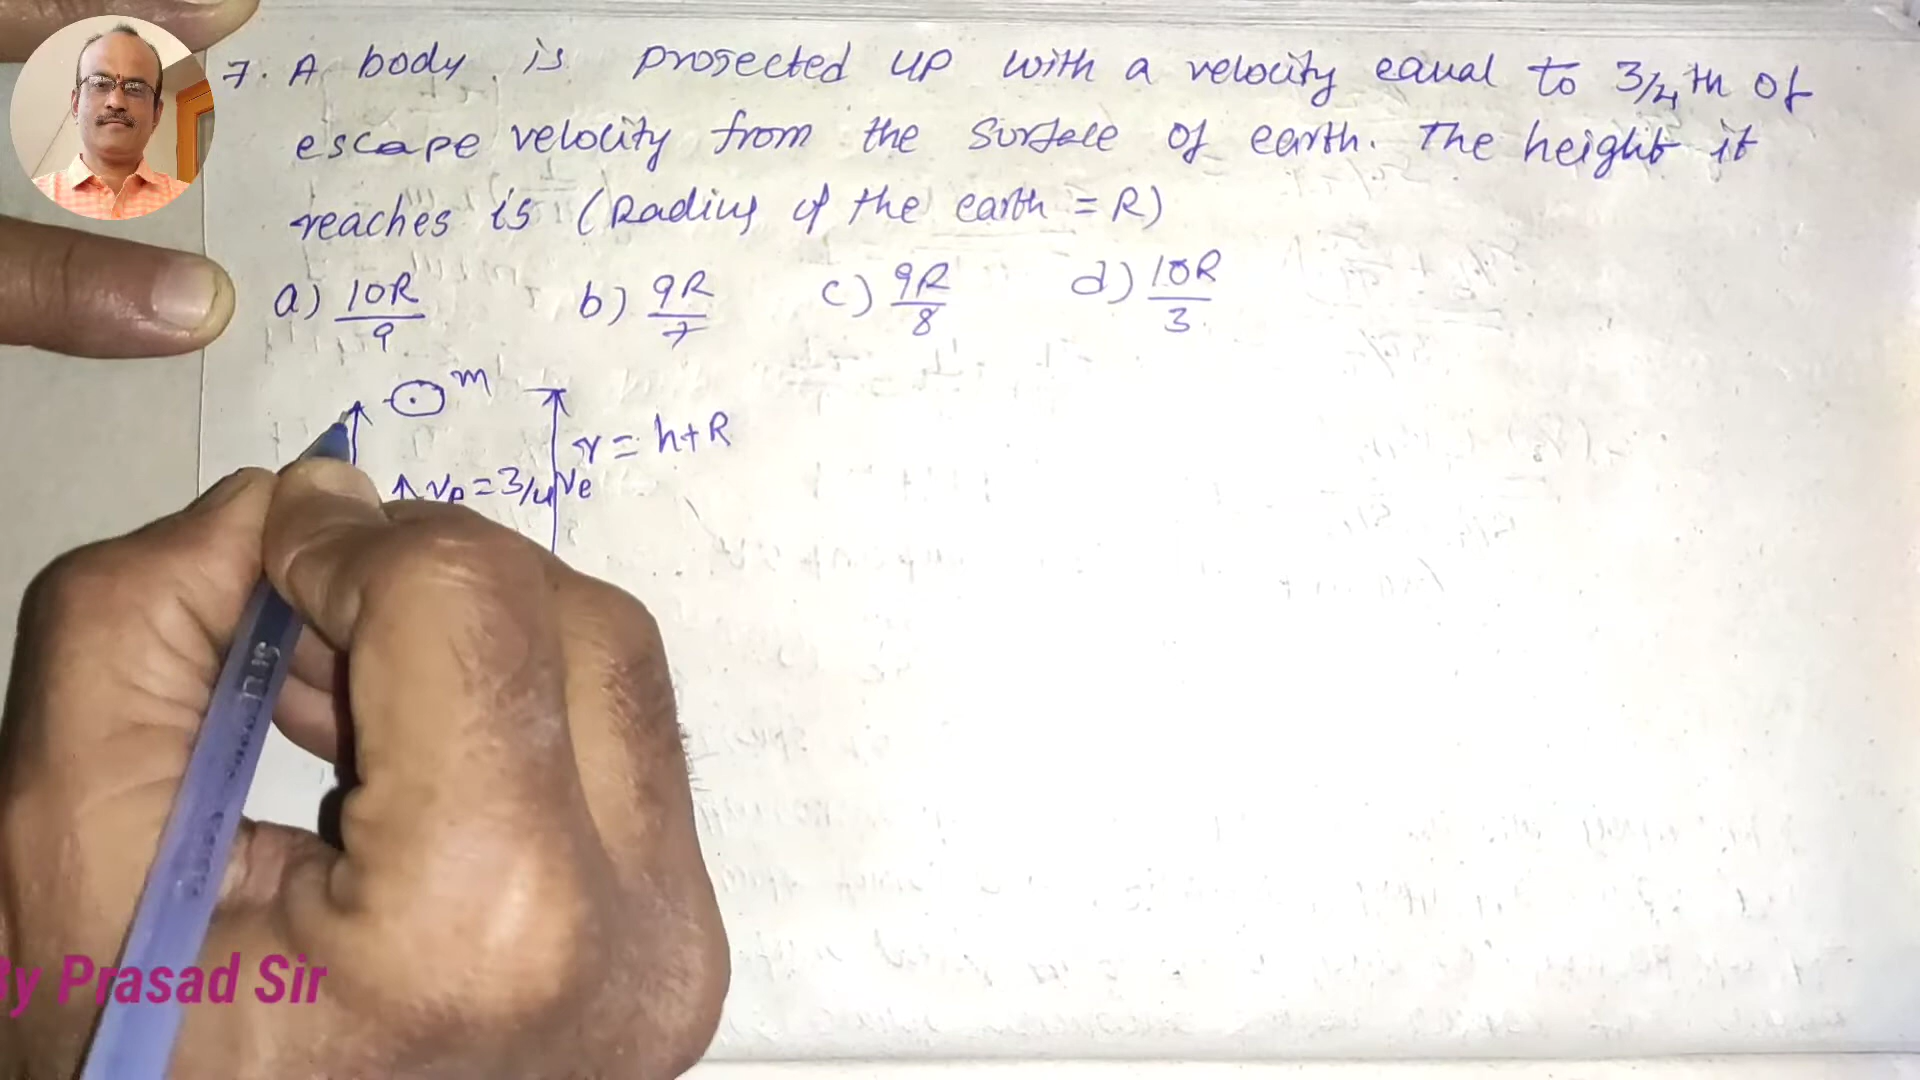 7. A body is projected up with a velocity equal to 3/4 th of
escape velocity from the surface of earth. The height it
reaches is (Radius of the earth = R)
a) 10R/9 b) 9R/7 c) 9R/8 d) 10R/3
m
r = h+R
Vp = 3/4 Ve
By Prasad Sir